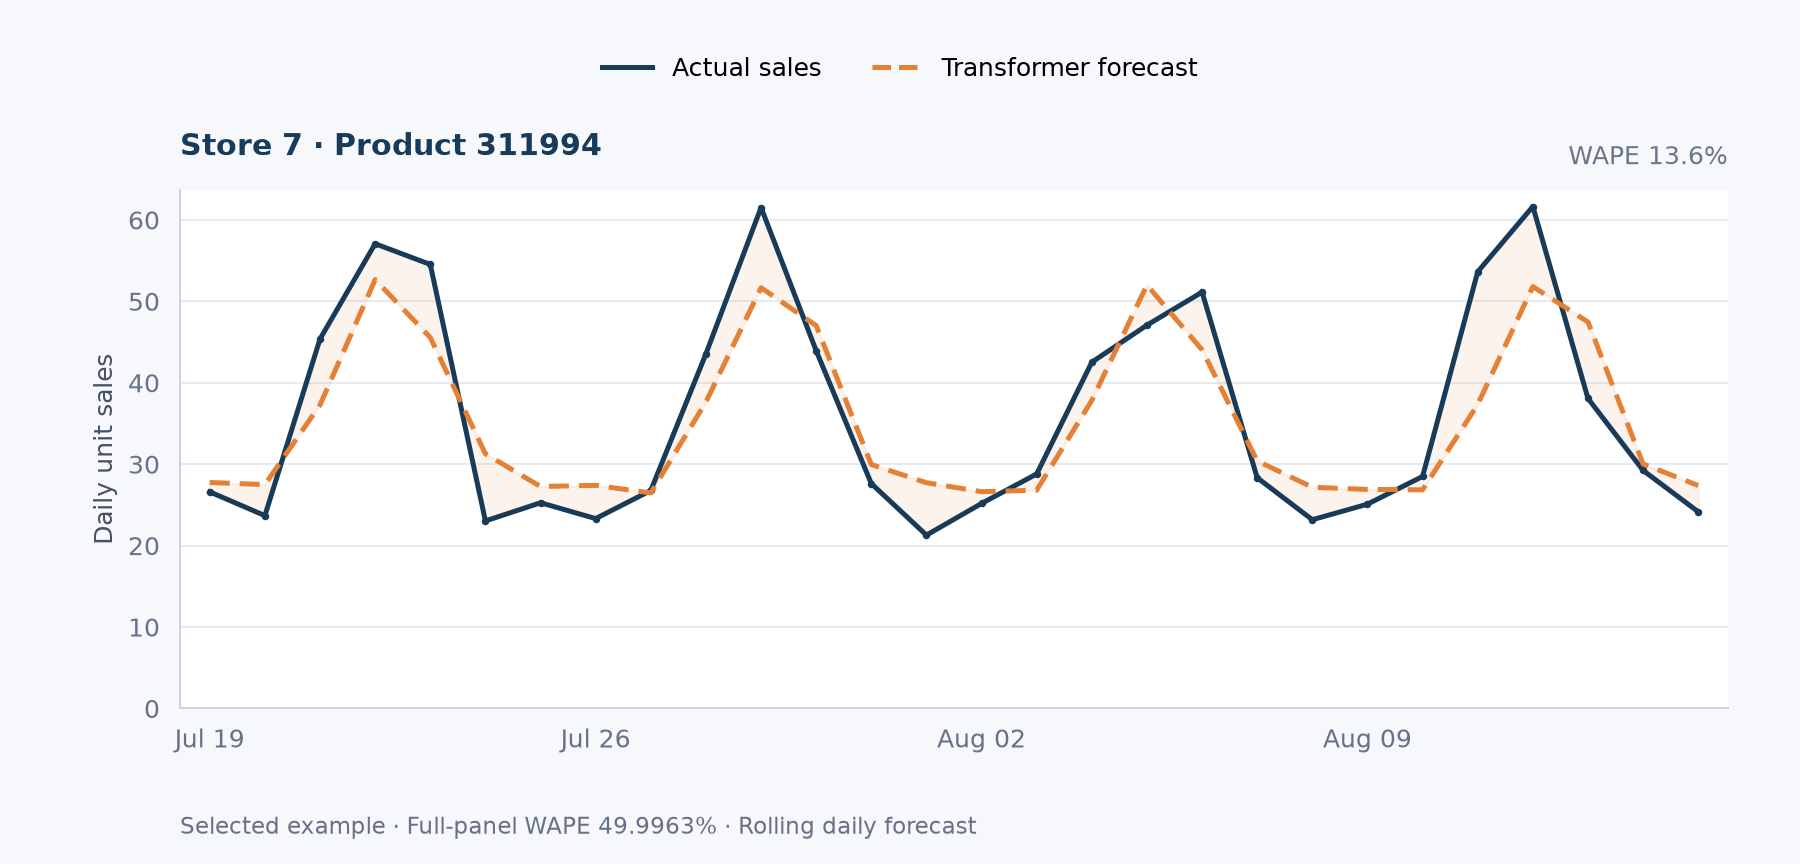 Actual sales Transformer forecast
Store 7 · Product 311994
WAPE 13.6%
Daily unit sales
60
50
40
30
20
10
0
Jul 19 Jul 26 Aug 02 Aug 09
Selected example · Full-panel WAPE 49.9963% · Rolling daily forecast